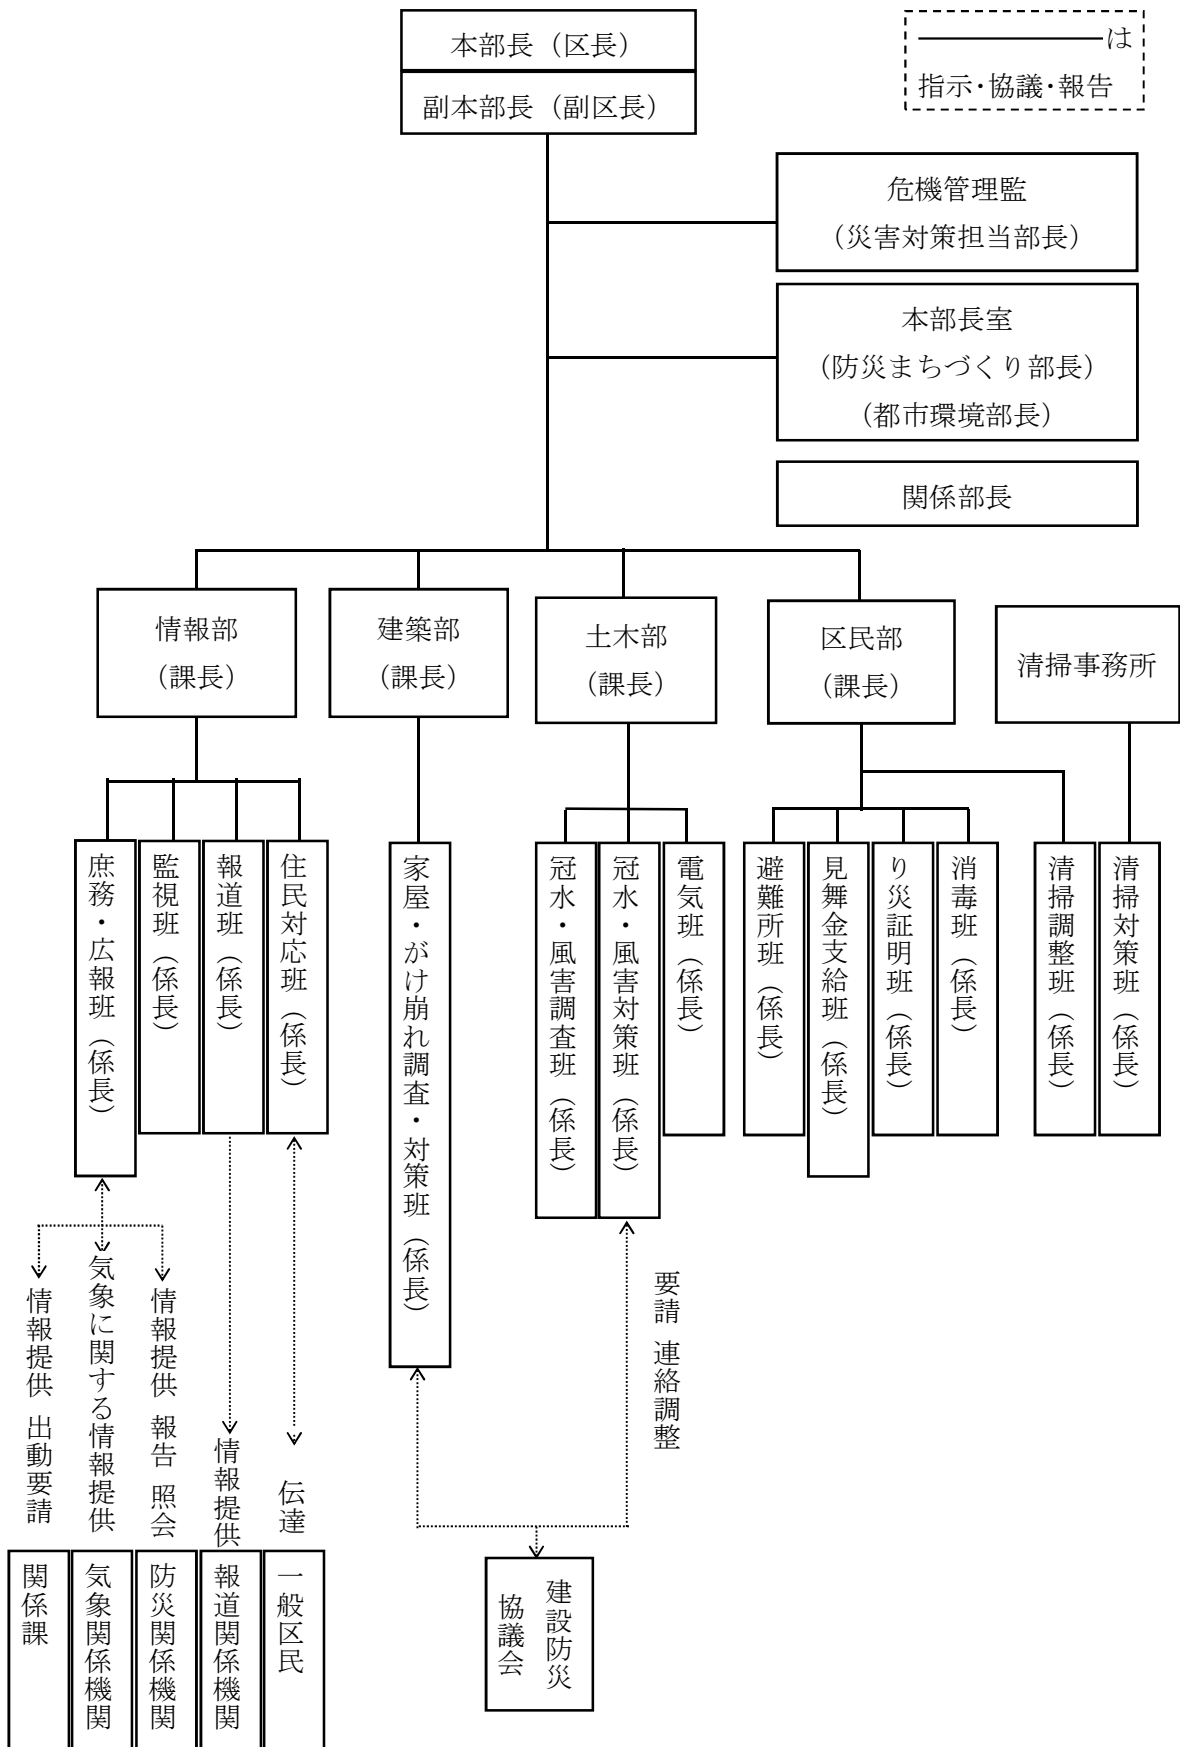 本部長（区長）
副本部長（副区長）
は
指示・協議・報告
危機管理監
（災害対策担当部長）
本部長室
（防災まちづくり部長）
（都市環境部長）
関係部長
情報部
（課長）
建築部
（課長）
土木部
（課長）
区民部
（課長）
清掃事務所
庶務・広報班（係長）
監視班（係長）
報道班（係長）
住民対応班（係長）
家屋・がけ崩れ調査・対策班（係長）
冠水・風害調査班（係長）
冠水・風害対策班（係長）
電気班（係長）
避難所班（係長）
見舞金支給班（係長）
り災証明班（係長）
消毒班（係長）
清掃調整班（係長）
清掃対策班（係長）
情報提供 出動要請
気象に関する情報提供
情報提供 報告 照会
情報提供
伝達
要請 連絡調整
関係課
気象関係機関
防災関係機関
報道関係機関
一般区民
建設防災
協議会